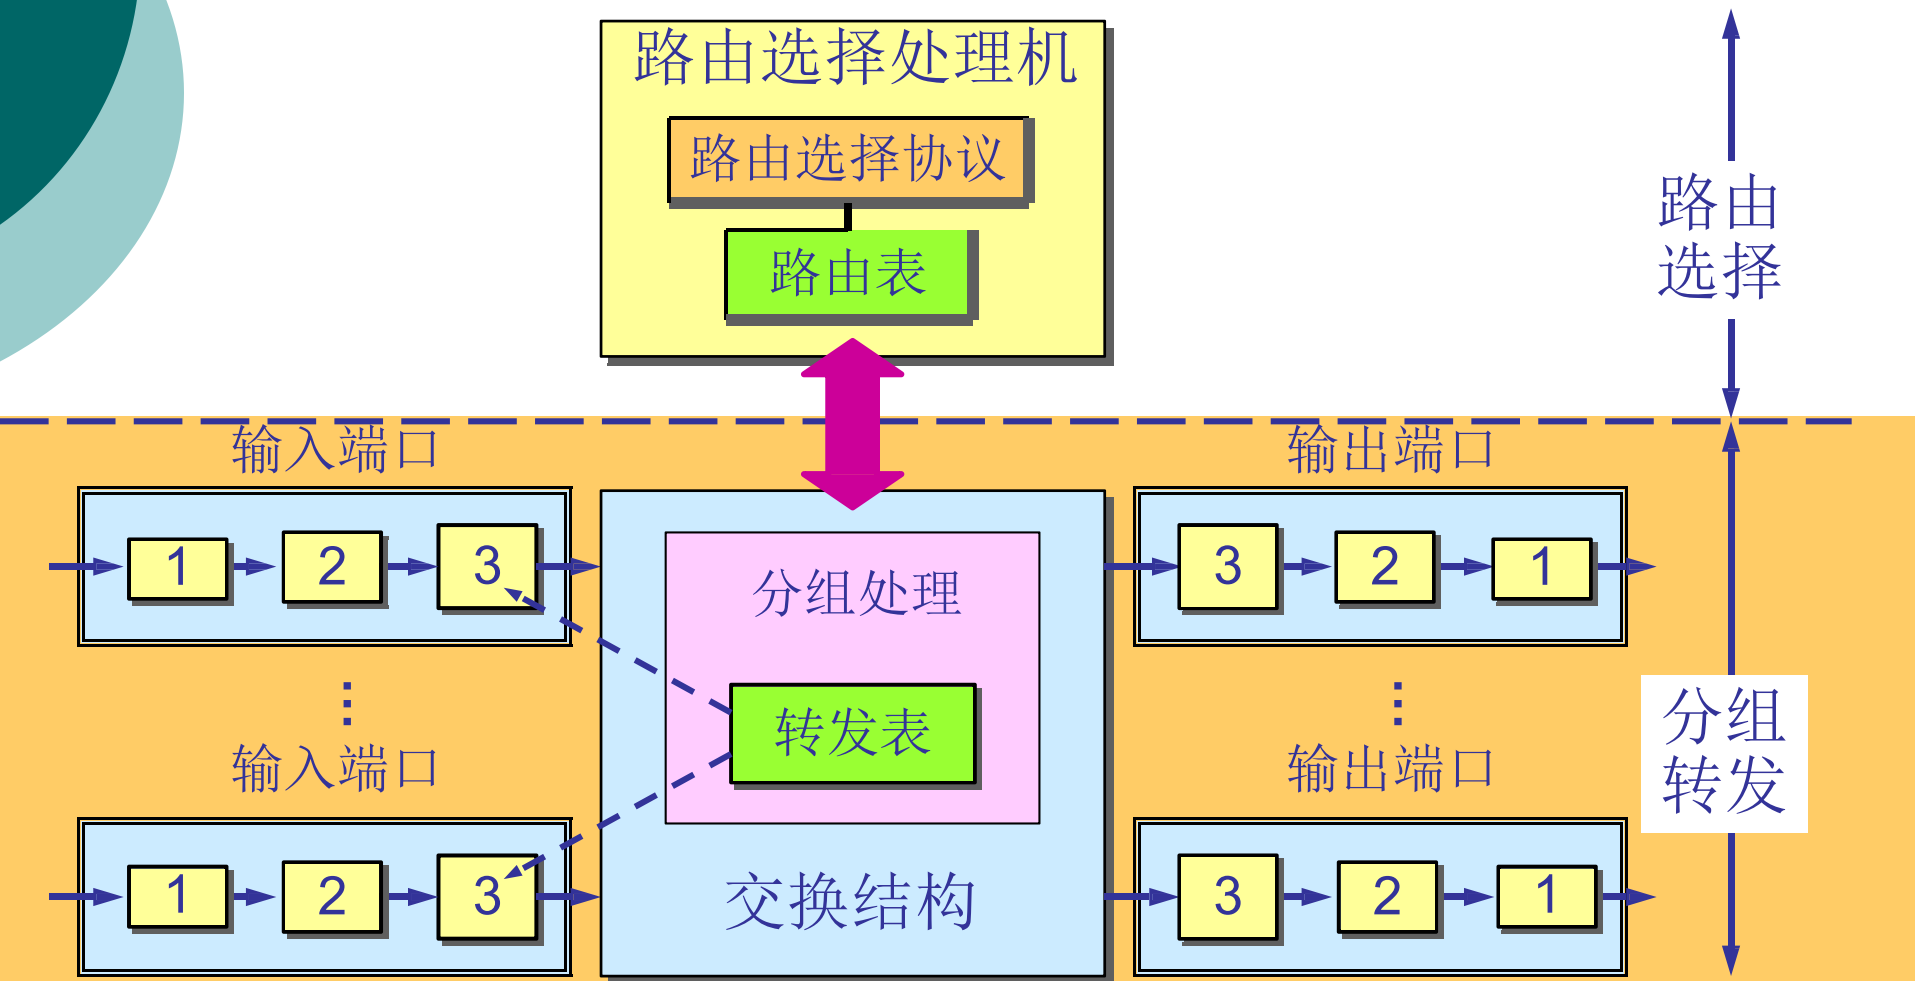 路由选择处理机
路由选择协议
路由表
路由
选择
输入端口
输出端口
1 2 3
3 2 1
分组处理
转发表
分组
转发
输入端口
输出端口
1 2 3
3 2 1
交换结构